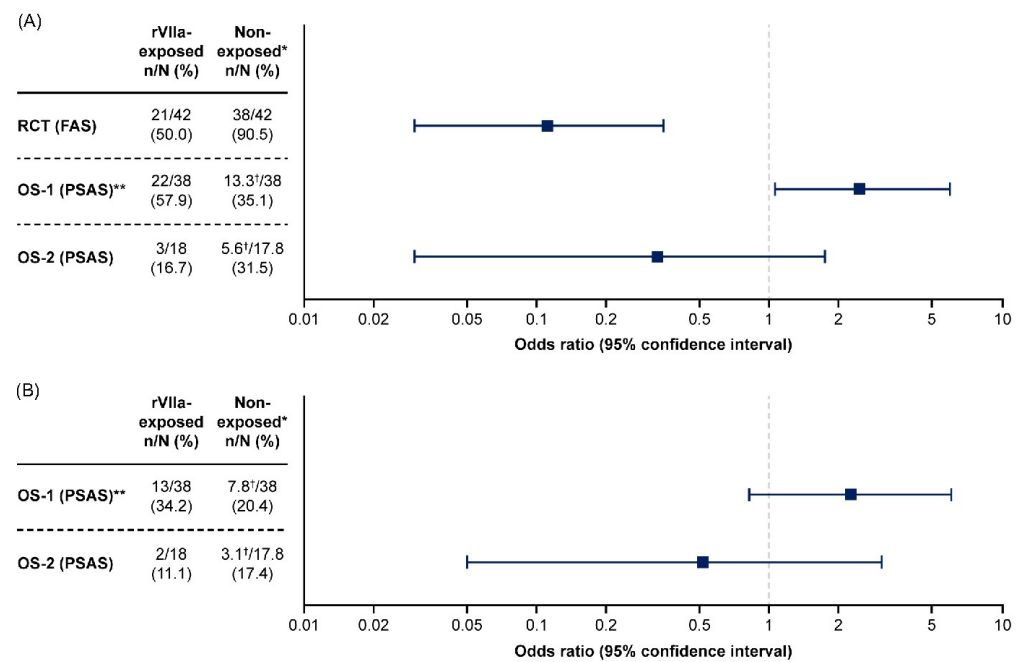 (A)
rVIIa-
exposed
n/N (%)
Non-
exposed*
n/N (%)
RCT (FAS)
21/42
(50.0)
38/42
(90.5)
OS-1 (PSAS)**
22/38
(57.9)
13.3†/38
(35.1)
OS-2 (PSAS)
3/18
(16.7)
5.6†/17.8
(31.5)
0.01 0.02 0.05 0.1 0.2 0.5 1 2 5 10
Odds ratio (95% confidence interval)
(B)
rVIIa-
exposed
n/N (%)
Non-
exposed*
n/N (%)
OS-1 (PSAS)**
13/38
(34.2)
7.8†/38
(20.4)
OS-2 (PSAS)
2/18
(11.1)
3.1†/17.8
(17.4)
0.01 0.02 0.05 0.1 0.2 0.5 1 2 5 10
Odds ratio (95% confidence interval)